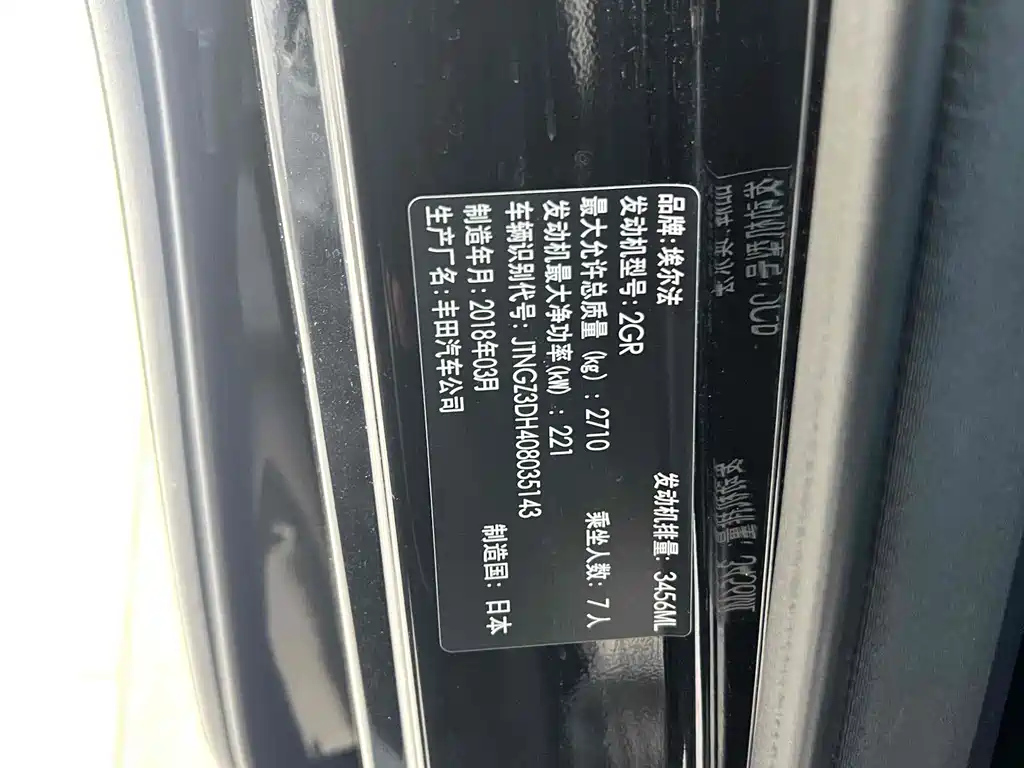 品牌:埃尔法 发动机排量: 3456ML
发动机型号:2GR
最大允许总质量 (kg) : 2710 乘坐人数: 7人
发动机最大净功率(kW) : 221
车辆识别代号: JTNGZ3DH408035143
制造年月: 2018年03月 制造国: 日本
生产厂名: 丰田汽车公司